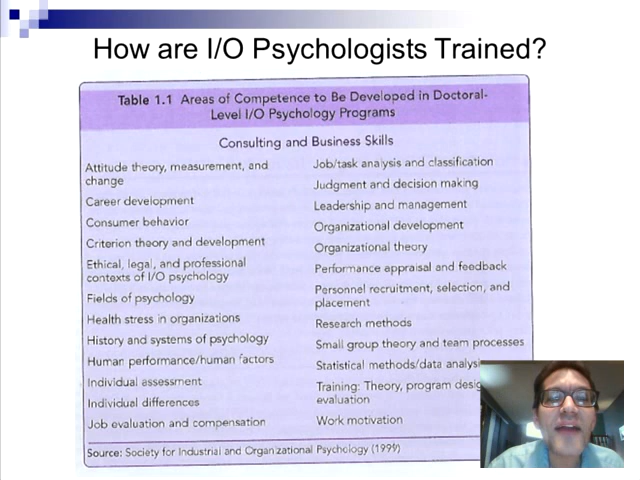 How are I/O Psychologists Trained?
Table 1.1 Areas of Competence to Be Developed in Doctoral-
Level I/O Psychology Programs
Consulting and Business Skills
Attitude theory, measurement, and
change
Career development
Consumer behavior
Criterion theory and development
Ethical, legal, and professional
contexts of I/O psychology
Fields of psychology
Health stress in organizations
History and systems of psychology
Human performance/human factors
Individual assessment
Individual differences
Job evaluation and compensation
Job/task analysis and classification
Judgment and decision making
Leadership and management
Organizational development
Organizational theory
Performance appraisal and feedback
Personnel recruitment, selection, and
placement
Research methods
Small group theory and team processes
Statistical methods/data analysi
Training: Theory, program desig
evaluation
Work motivation
Source: Society for Industrial and Organizational Psychology (1999)